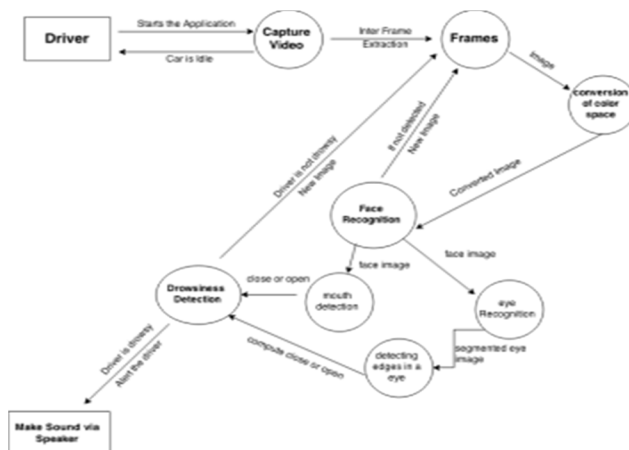 Driver
Starts the Application
Car is Idle
Capture
Video
Inter Frame
Extraction
Frames
Image
conversion
of color
space
Converted Image
If not detected
New Image
Driver is not drowsy
New Image
Face
Recognition
face image
face image
close or open
mouth
detection
Drowsiness
Detection
eye
Recognition
segmented eye
image
detecting
edges in a
eye
compute close or open
Driver is drowsy
Alert the driver
Make Sound via
Speaker